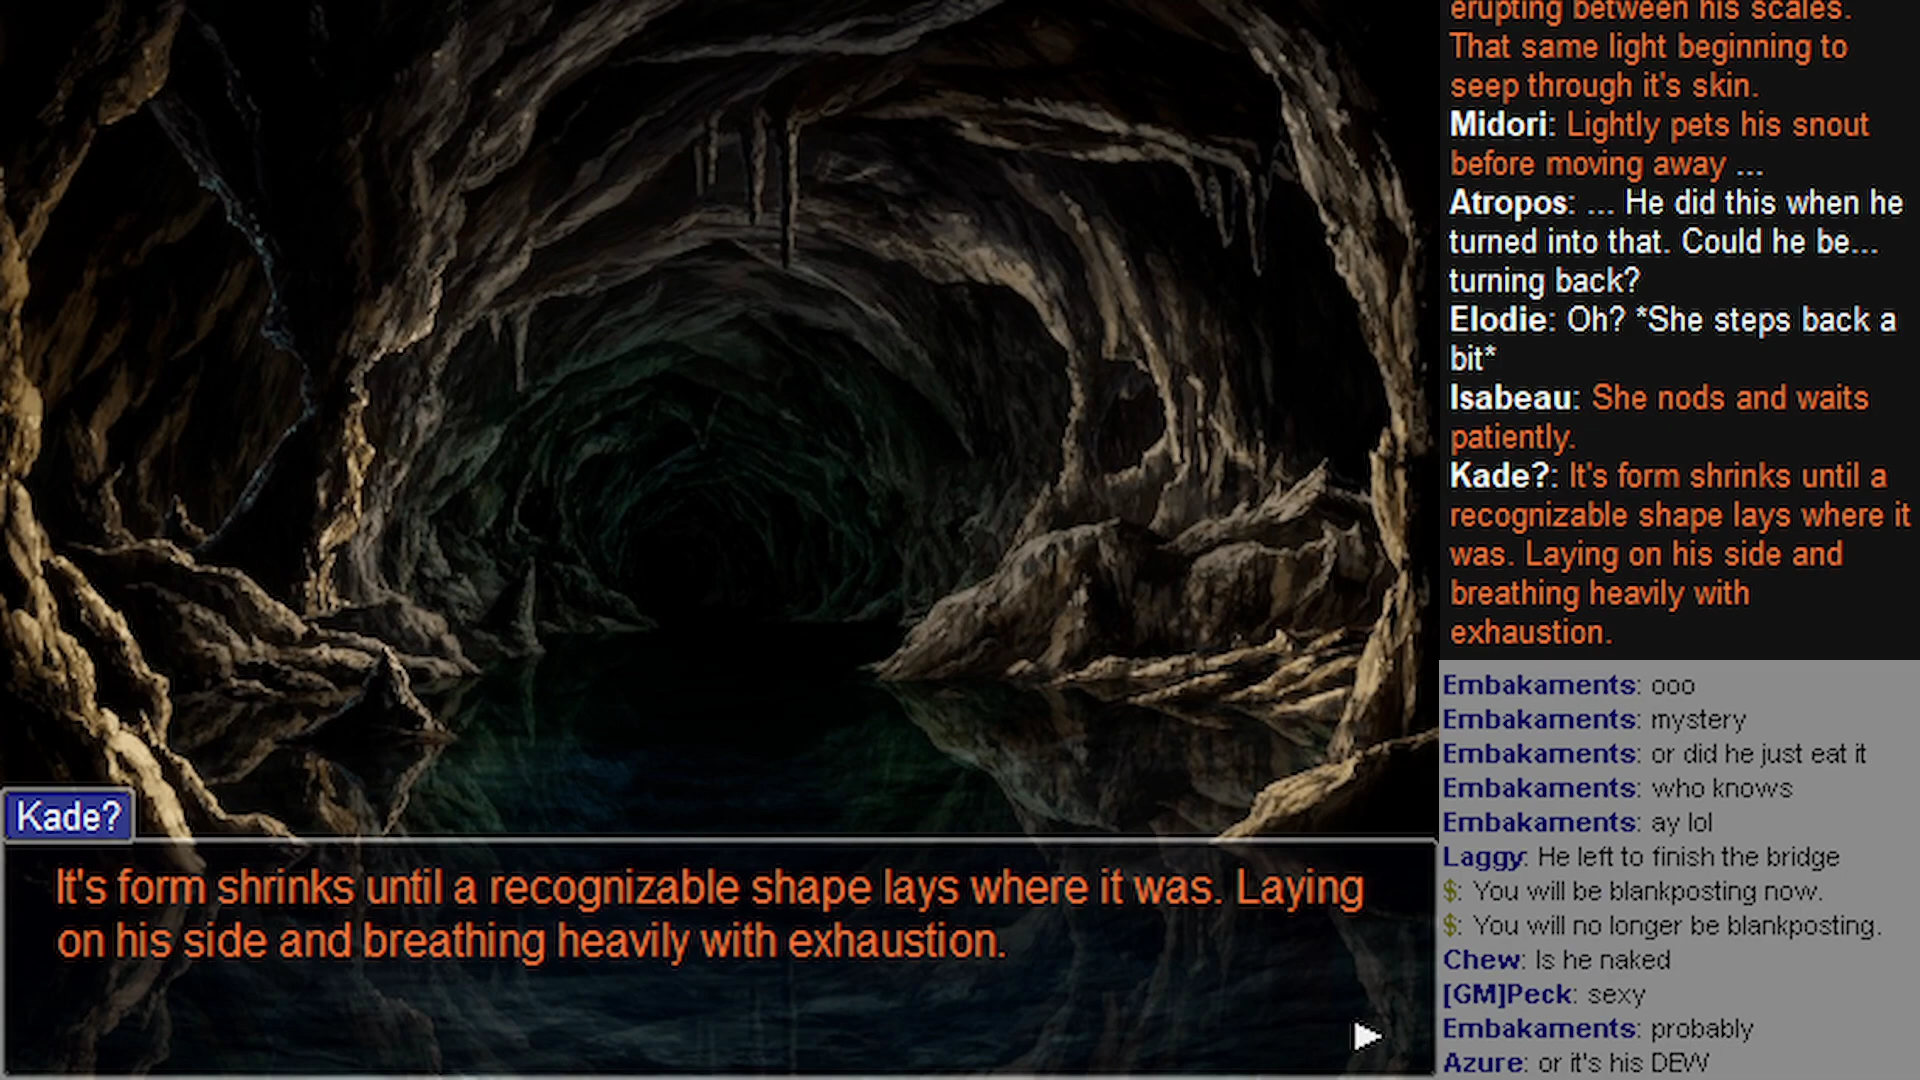 Kade?
It's form shrinks until a recognizable shape lays where it was. Laying
on his side and breathing heavily with exhaustion.
erupting between his scales.
That same light beginning to
seep through it's skin.
Midori: Lightly pets his snout
before moving away ...
Atropos: ... He did this when he
turned into that. Could he be...
turning back?
Elodie: Oh? *She steps back a
bit*
Isabeau: She nods and waits
patiently.
Kade?: It's form shrinks until a
recognizable shape lays where it
was. Laying on his side and
breathing heavily with
exhaustion.
Embakaments: ooo
Embakaments: mystery
Embakaments: or did he just eat it
Embakaments: who knows
Embakaments: ay lol
Laggy: He left to finish the bridge
$: You will be blankposting now.
$: You will no longer be blankposting.
Chew: Is he naked
[GM]Peck: sexy
Embakaments: probably
Azure: or it's his DEW